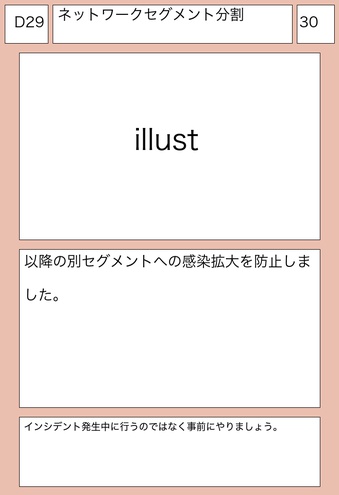 D29
ネットワークセグメント分割
30
illust
以降の別セグメントへの感染拡大を防止しま
した。
インシデント発生中に行うのではなく事前にやりましょう。